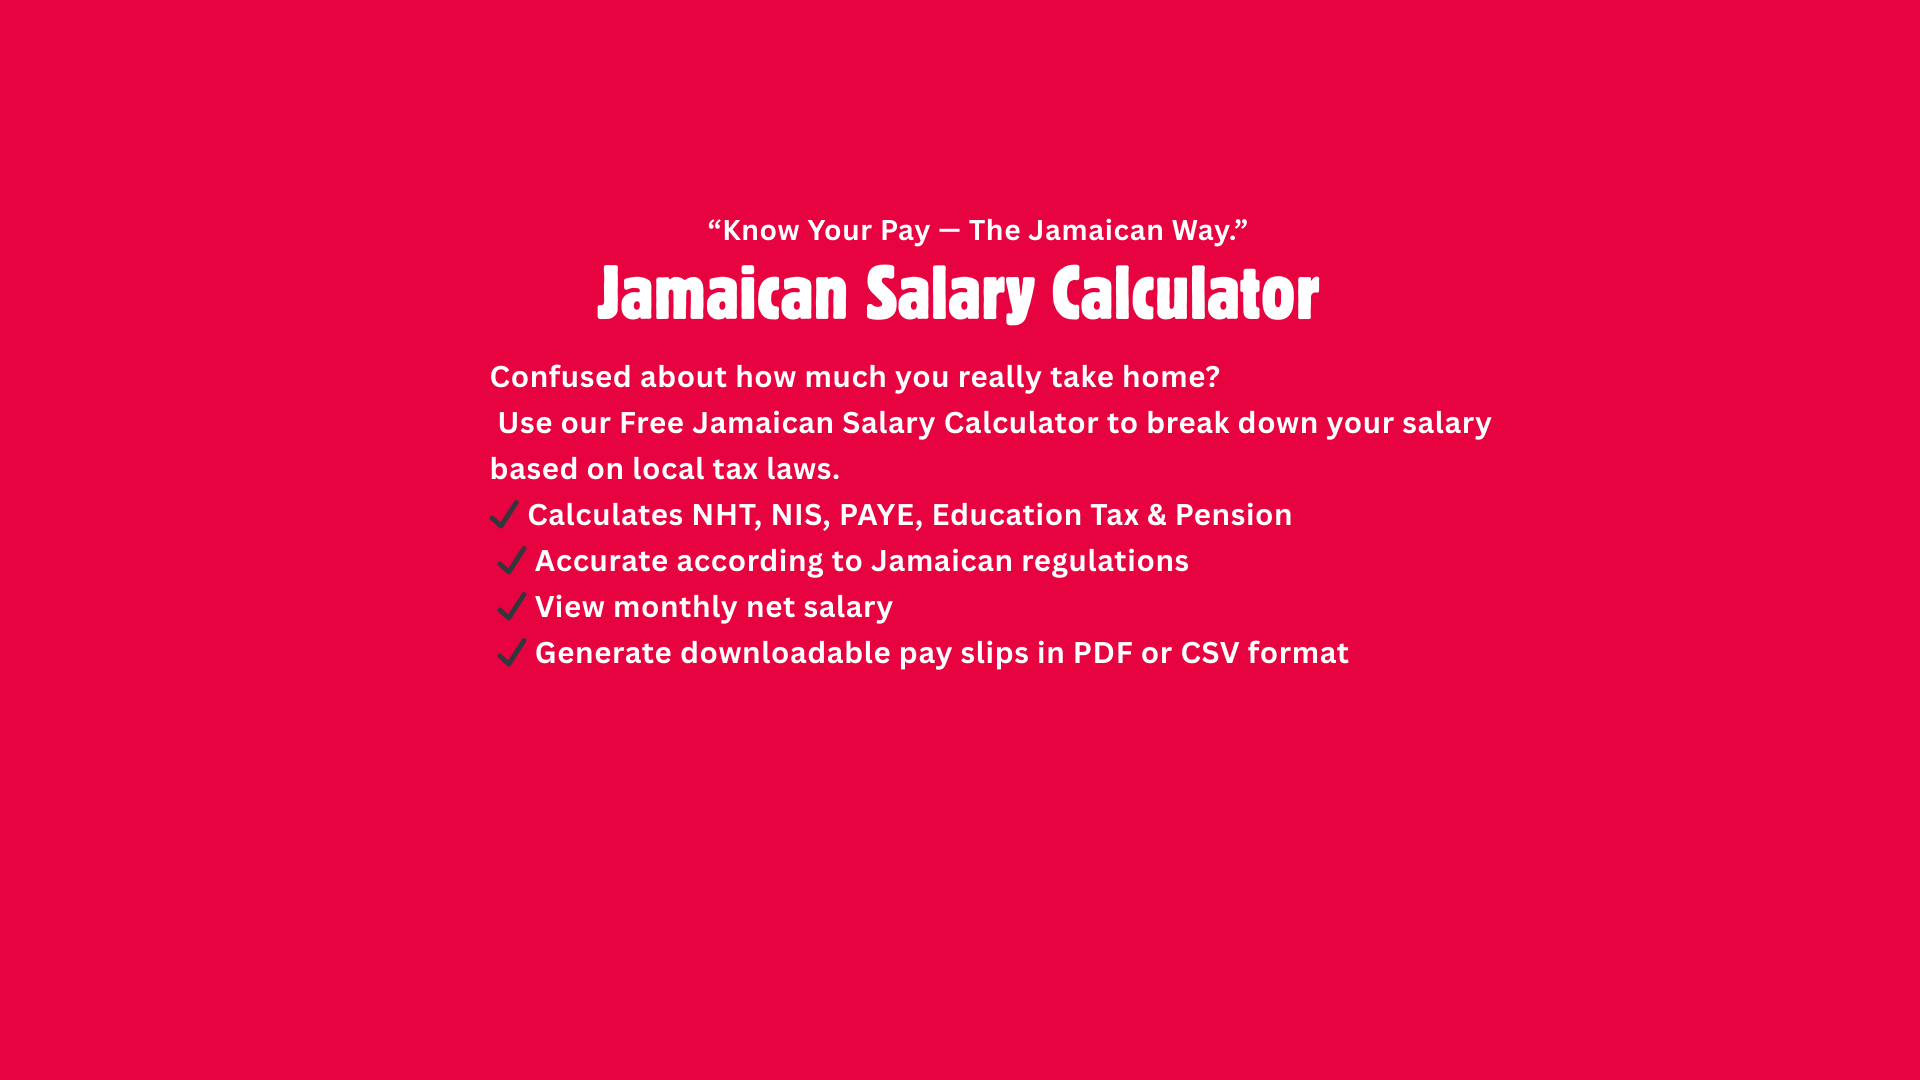 “Know Your Pay — The Jamaican Way.”
Jamaican Salary Calculator
Confused about how much you really take home?
Use our Free Jamaican Salary Calculator to break down your salary
based on local tax laws.
✔ Calculates NHT, NIS, PAYE, Education Tax & Pension
✔ Accurate according to Jamaican regulations
✔ View monthly net salary
✔ Generate downloadable pay slips in PDF or CSV format